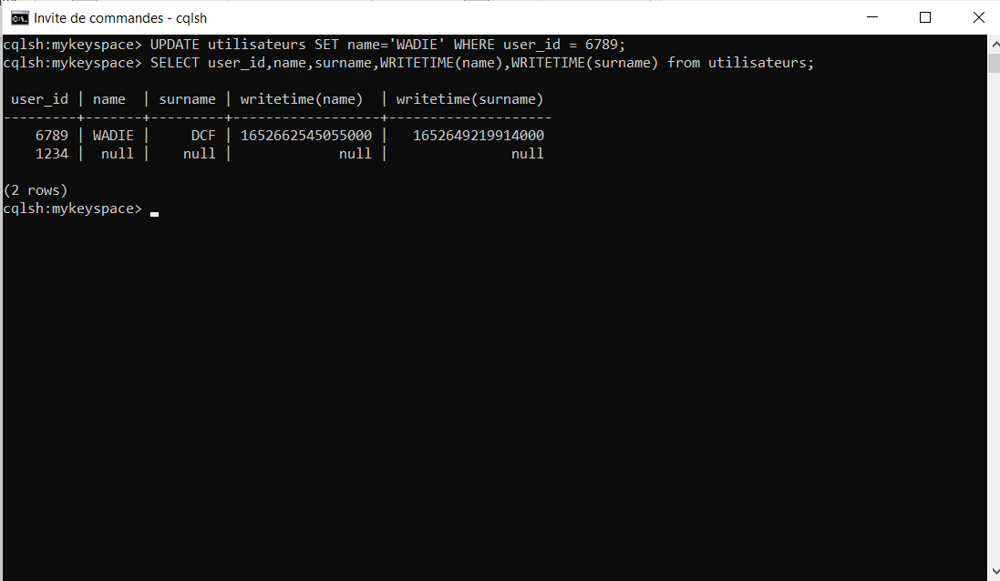 Invite de commandes - cqlsh
cqlsh:mykeyspace> UPDATE utilisateurs SET name='WADIE' WHERE user_id = 6789;
cqlsh:mykeyspace> SELECT user_id,name,surname,WRITETIME(name),WRITETIME(surname) from utilisateurs;
user_id | name  | surname | writetime(name)  | writetime(surname)
---------+-------+---------+------------------+--------------------
6789 | WADIE |     DCF | 1652662545055000 |   1652649219914000
1234 |  null |    null |             null |               null
(2 rows)
cqlsh:mykeyspace>